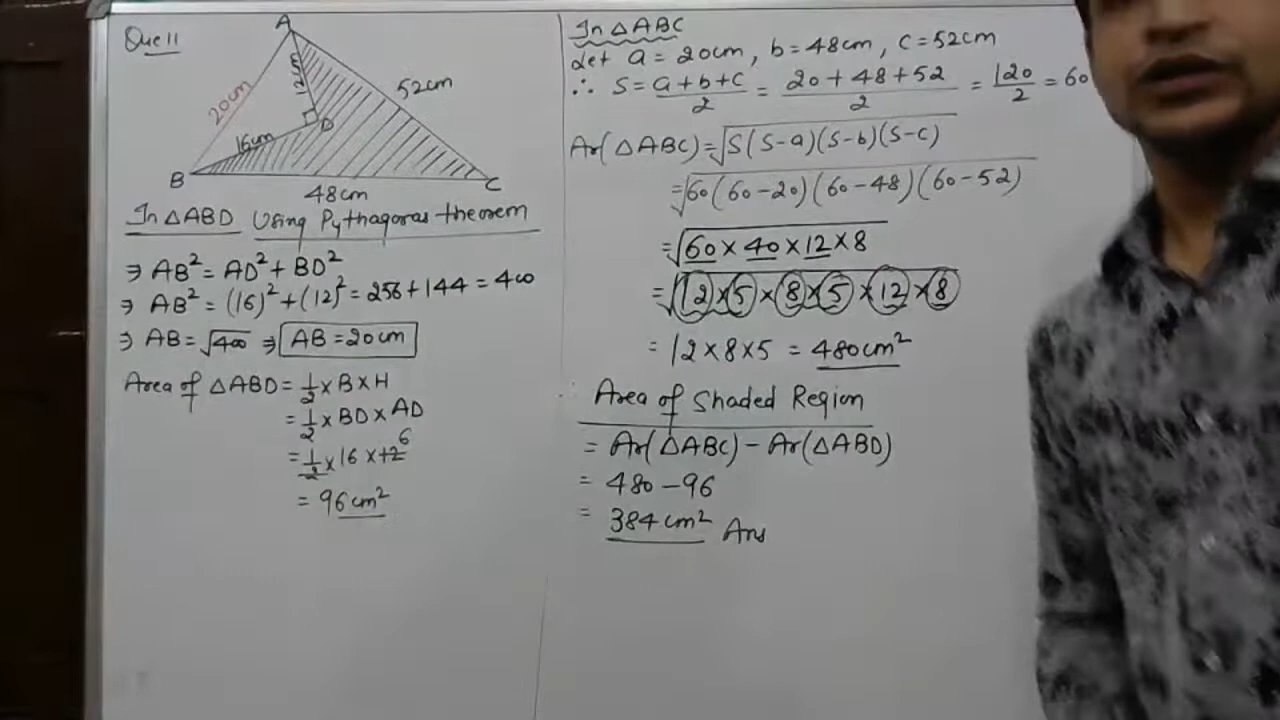 Que 11
A
12cm
20cm
52cm
D
16cm
B
C
48cm
In △ABD Using Pythagoras theorem
⇒ AB² = AD² + BD²
⇒ AB² = (16)² + (12)² = 256 + 144 = 400
⇒ AB = √400 ⇒ AB = 20cm
Area of △ABD = 1/2 × B × H
= 1/2 × BD × AD
= 1/2 × 16 × 12 6
= 96cm²
In △ABC
Let a = 20cm, b = 48cm, c = 52cm
∴ S = a+b+c/2 = 20+48+52/2 = 120/2 = 60
Ar(△ABC) = √S(S-a)(S-b)(S-c)
= √60(60-20)(60-48)(60-52)
= √60×40×12×8
= √12×5×8×5×12×8
= 12×8×5 = 480cm²
Area of Shaded Region
= Ar(△ABC) - Ar(△ABD)
= 480 - 96
= 384cm² Ans